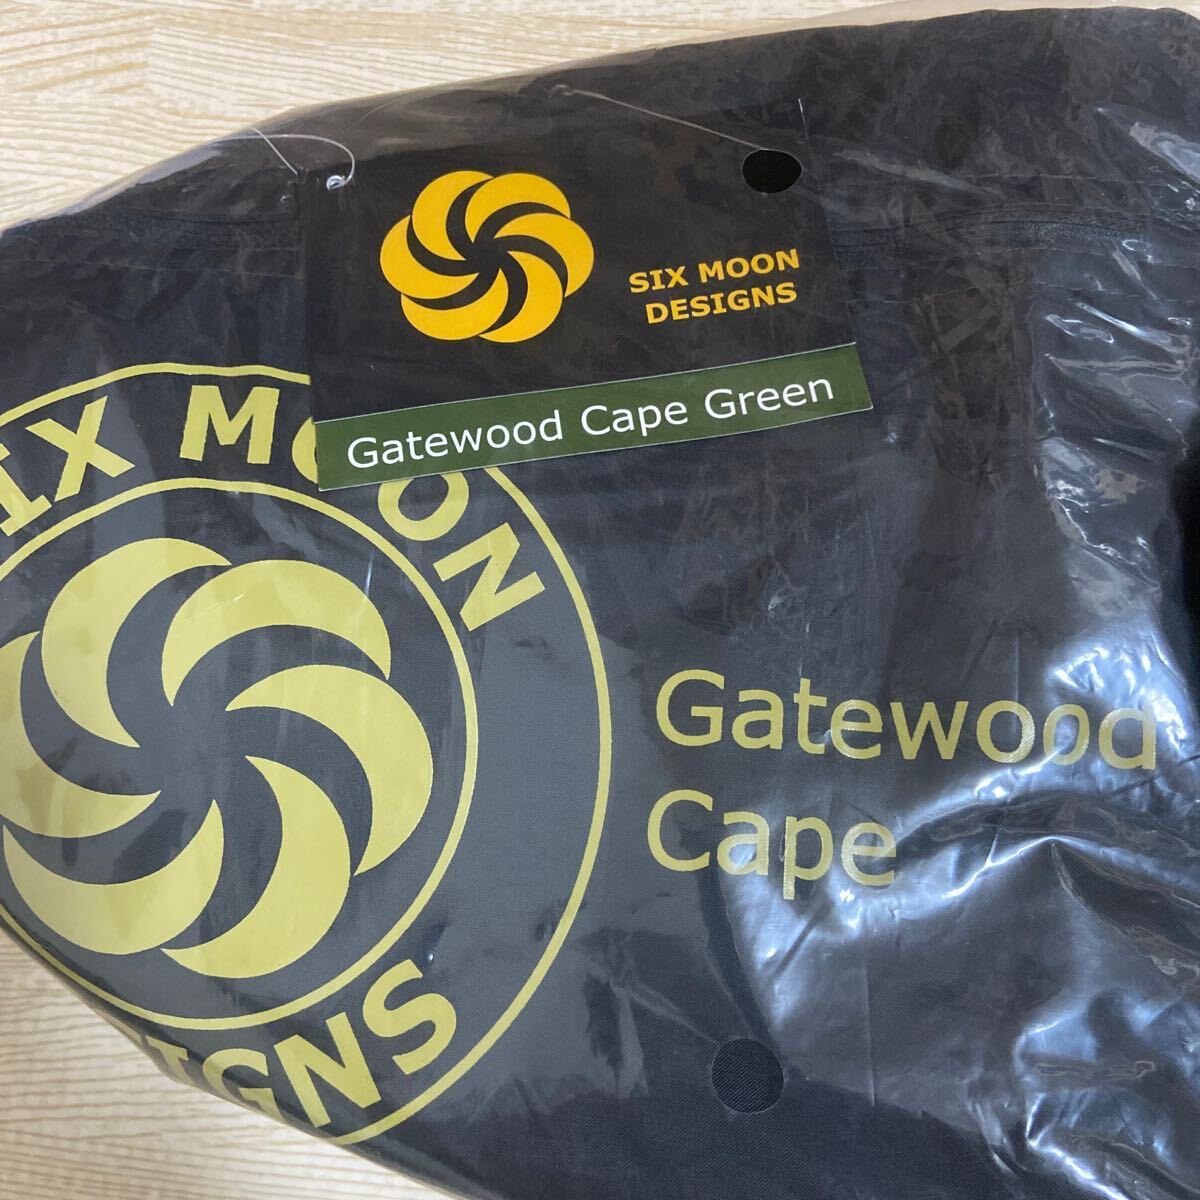 SIX MOON
DESIGNS
Gatewood Cape Green
Gatewood
Cape